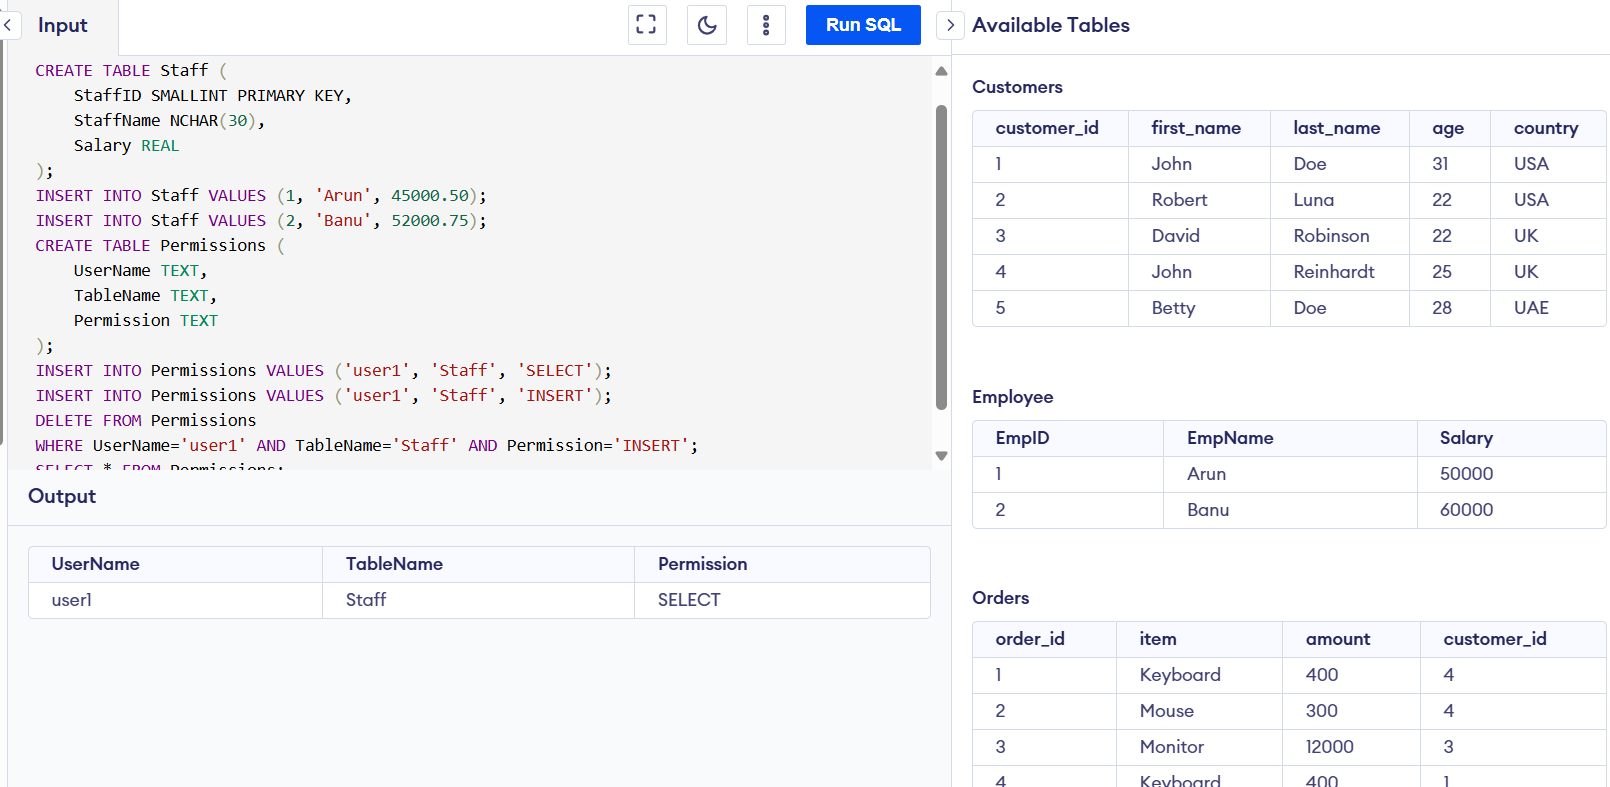 Input
Run SQL
CREATE TABLE Staff (
    StaffID SMALLINT PRIMARY KEY,
    StaffName NCHAR(30),
    Salary REAL
);
INSERT INTO Staff VALUES (1, 'Arun', 45000.50);
INSERT INTO Staff VALUES (2, 'Banu', 52000.75);
CREATE TABLE Permissions (
    UserName TEXT,
    TableName TEXT,
    Permission TEXT
);
INSERT INTO Permissions VALUES ('user1', 'Staff', 'SELECT');
INSERT INTO Permissions VALUES ('user1', 'Staff', 'INSERT');
DELETE FROM Permissions
WHERE UserName='user1' AND TableName='Staff' AND Permission='INSERT';
SELECT * FROM Permissions;
Output
UserName TableName Permission
user1 Staff SELECT
Available Tables
Customers
customer_id first_name last_name age country
1 John Doe 31 USA
2 Robert Luna 22 USA
3 David Robinson 22 UK
4 John Reinhardt 25 UK
5 Betty Doe 28 UAE
Employee
EmpID EmpName Salary
1 Arun 50000
2 Banu 60000
Orders
order_id item amount customer_id
1 Keyboard 400 4
2 Mouse 300 4
3 Monitor 12000 3
4 Keyboard 400 1